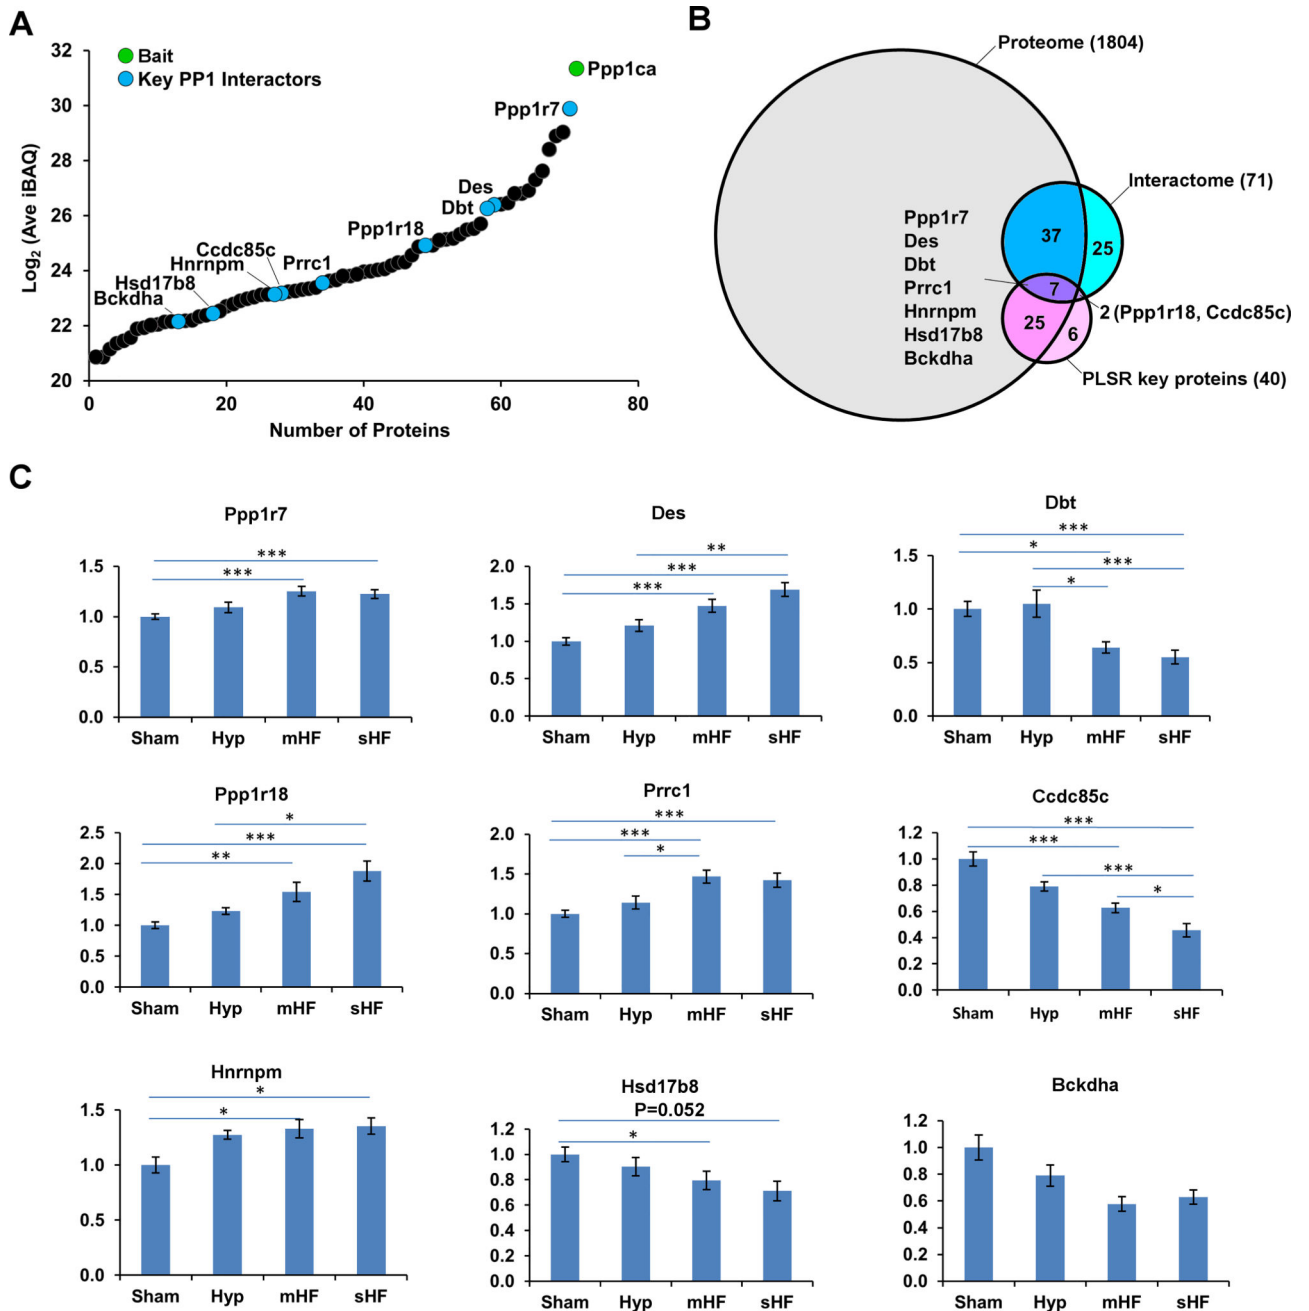 A
Bait
Key PP1 Interactors
Log2 (Ave iBAQ)
32
30
28
26
24
22
20
0
20
40
60
80
Number of Proteins
Ppp1ca
Ppp1r7
Des
Dbt
Ppp1r18
Ccdc85c
Hnrnpm
Prrc1
Hsd17b8
Bckdha
B
Proteome (1804)
Interactome (71)
Ppp1r7
Des
Dbt
Prrc1
Hnrnpm
Hsd17b8
Bckdha
37
25
7
2 (Ppp1r18, Ccdc85c)
25
6
PLSR key proteins (40)
C
Ppp1r7
***
***
1.5
1.0
0.5
0.0
Sham Hyp mHF sHF
Des
**
***
***
2.0
1.5
1.0
0.5
0.0
Sham Hyp mHF sHF
Dbt
***
*
***
*
1.5
1.0
0.5
0.0
Sham Hyp mHF sHF
Ppp1r18
*
***
**
2.5
2.0
1.5
1.0
0.5
0.0
Sham Hyp mHF sHF
Prrc1
***
***
*
2.0
1.5
1.0
0.5
0.0
Sham Hyp mHF sHF
Ccdc85c
***
***
***
*
1.2
1.0
0.8
0.6
0.4
0.2
0.0
Sham Hyp mHF sHF
Hnrnpm
*
*
1.5
1.0
0.5
0.0
Sham Hyp mHF sHF
Hsd17b8
P=0.052
*
1.2
1.0
0.8
0.6
0.4
0.2
0.0
Sham Hyp mHF sHF
Bckdha
1.2
1.0
0.8
0.6
0.4
0.2
0.0
Sham Hyp mHF sHF